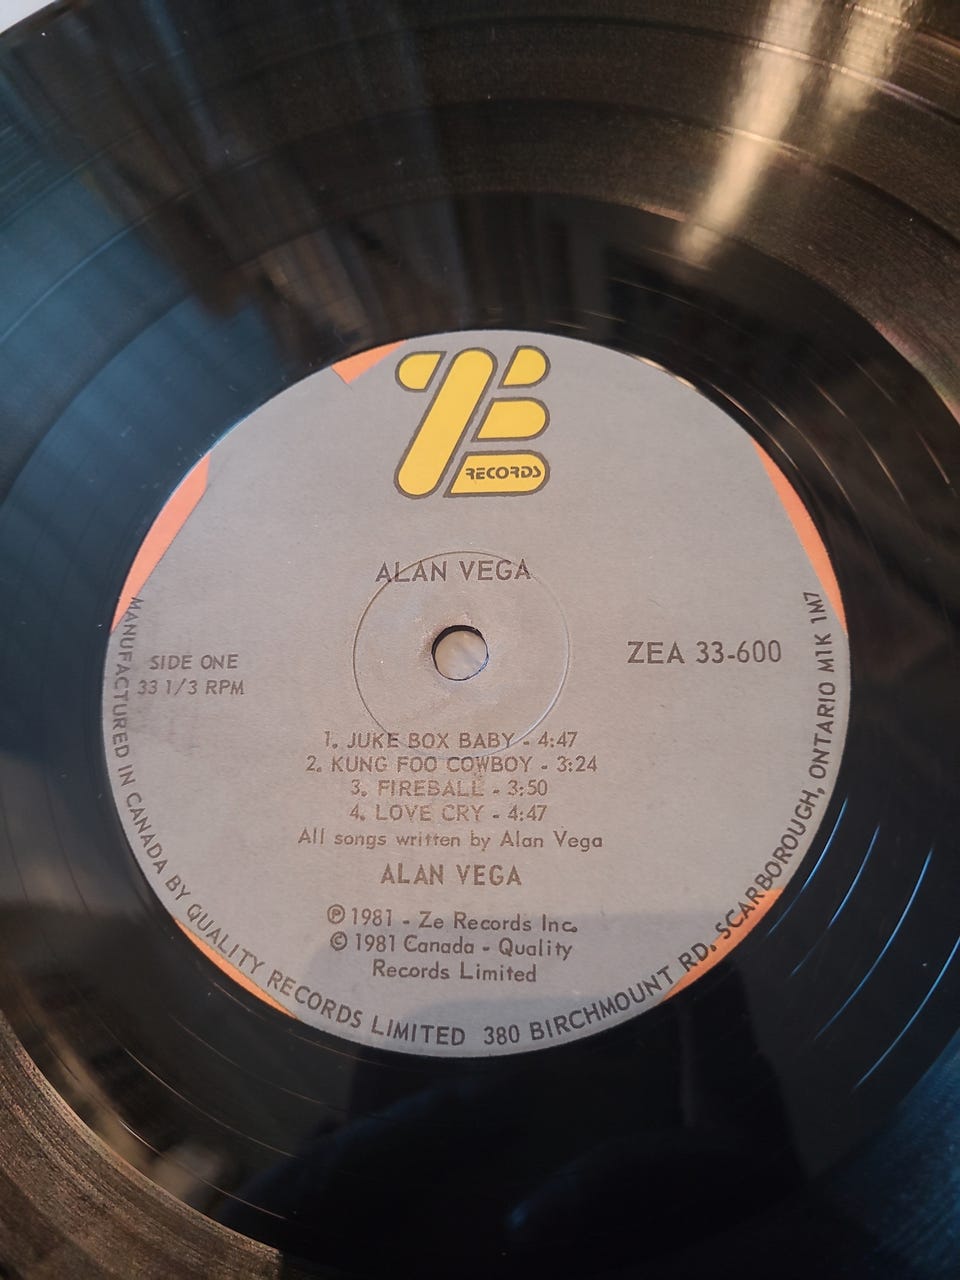 ZE
RECORDS
ALAN VEGA
SIDE ONE
33 1/3 RPM
ZEA 33-600
1. JUKE BOX BABY - 4:47
2. KUNG FOO COWBOY - 3:24
3. FIREBALL - 3:50
4. LOVE CRY - 4:47
All songs written by Alan Vega
ALAN VEGA
℗ 1981 - Ze Records Inc.
© 1981 Canada - Quality
Records Limited
MANUFACTURED IN CANADA BY QUALITY RECORDS LIMITED 380 BIRCHMOUNT RD. SCARBOROUGH, ONTARIO M1K 1M7